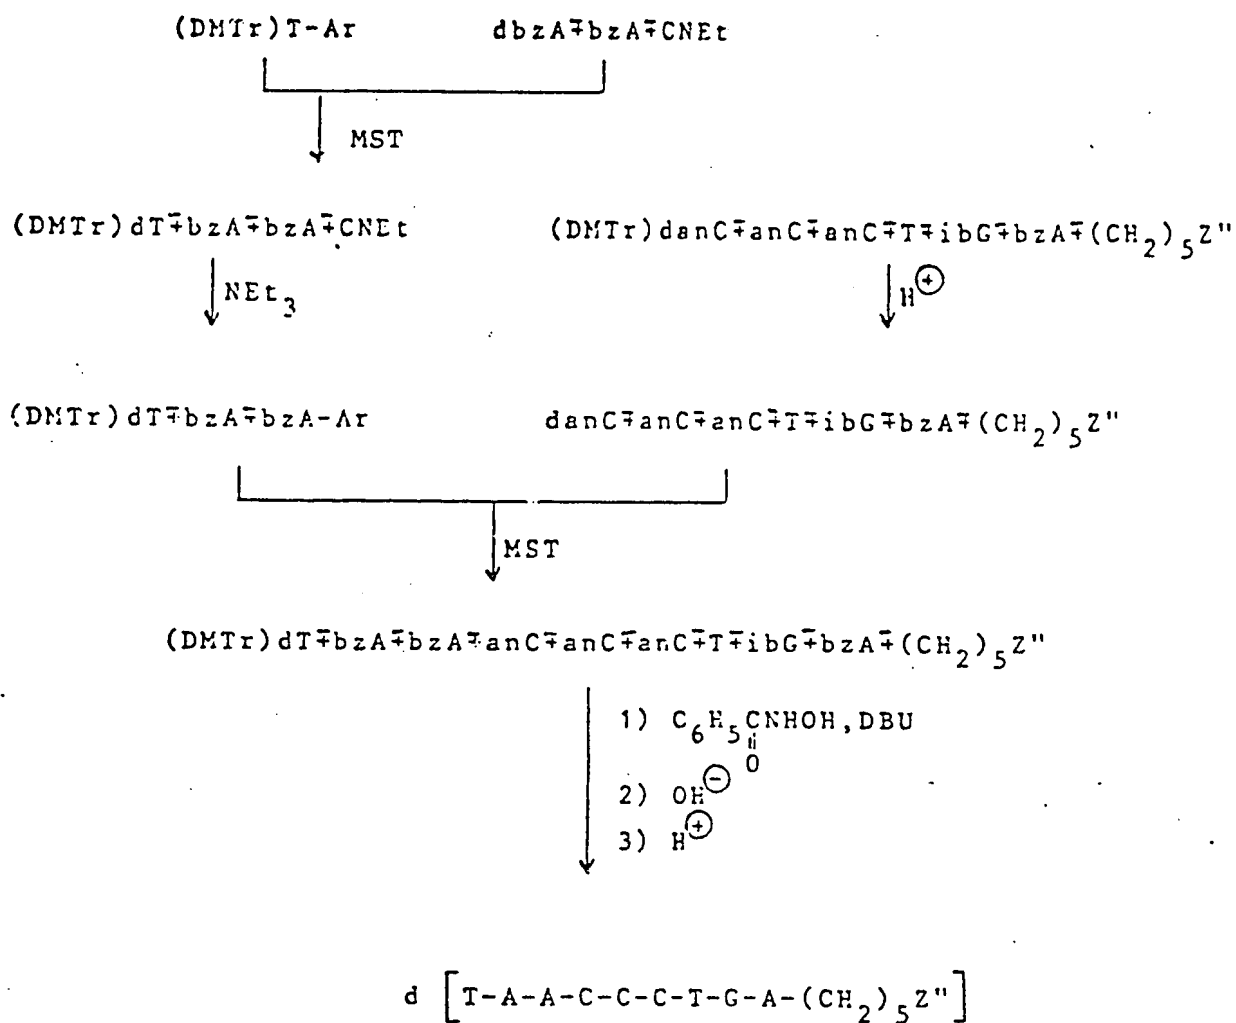 (DMTr)T-Ar dbzA∓bzA∓CNEt
MST
(DMTr)dT∓bzA∓bzA∓CNEt (DMTr)danC∓anC∓anC∓T∓ibG∓bzA∓(CH₂)₅Z"
NEt₃ H⊕
(DMTr)dT∓bzA∓bzA-Ar danC∓anC∓anC∓T∓ibG∓bzA∓(CH₂)₅Z"
MST
(DMTr)dT∓bzA∓bzA∓anC∓anC∓anC∓T∓ibG∓bzA∓(CH₂)₅Z"
1) C₆H₅CNHOH,DBU
O
2) OH⊖
3) H⊕
d [T-A-A-C-C-C-T-G-A-(CH₂)₅Z"]